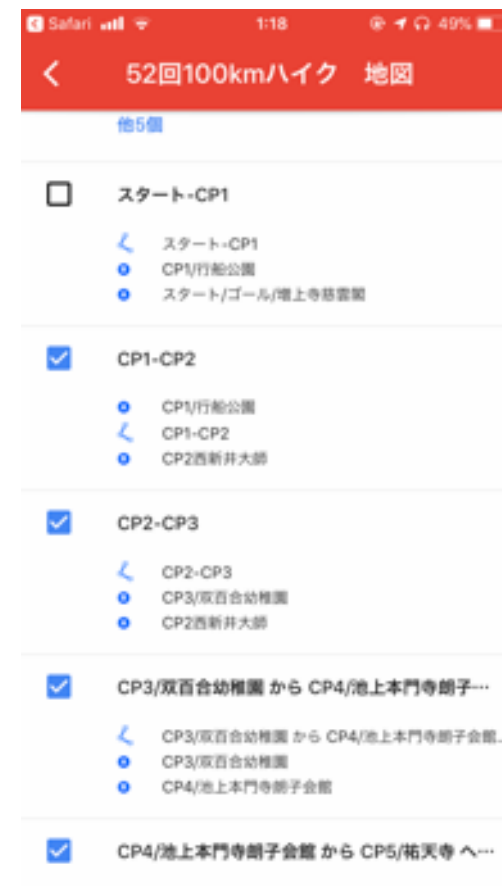 Safari 1:18 49%
52回100kmハイク 地図
他5個
スタート-CP1
スタート-CP1
CP1/行船公園
スタート/ゴール/増上寺慈雲閣
CP1-CP2
CP1/行船公園
CP1-CP2
CP2西新井大師
CP2-CP3
CP2-CP3
CP3/双百合幼稚園
CP2西新井大師
CP3/双百合幼稚園 から CP4/池上本門寺朗子…
CP3/双百合幼稚園 から CP4/池上本門寺朗子会館…
CP3/双百合幼稚園
CP4/池上本門寺朗子会館
CP4/池上本門寺朗子会館 から CP5/祐天寺 へ…